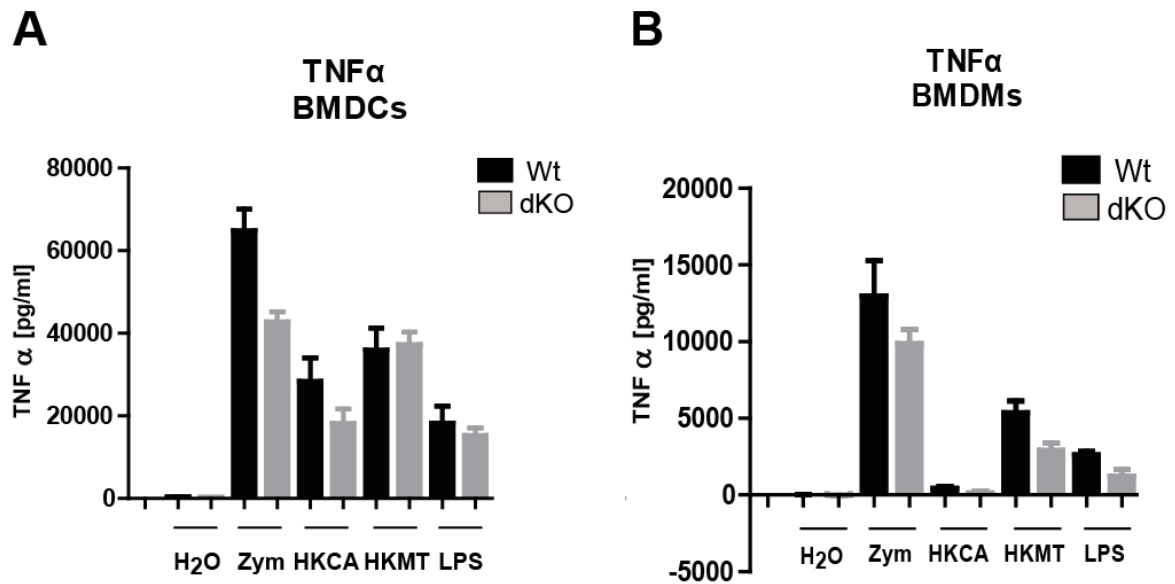 A
TNFα
BMDCs
Wt
dKO
TNF α [pg/ml]
80000
60000
40000
20000
0
H2O Zym HKCA HKMT LPS
B
TNFα
BMDMs
Wt
dKO
TNF α [pg/ml]
20000
15000
10000
5000
0
-5000
H2O Zym HKCA HKMT LPS